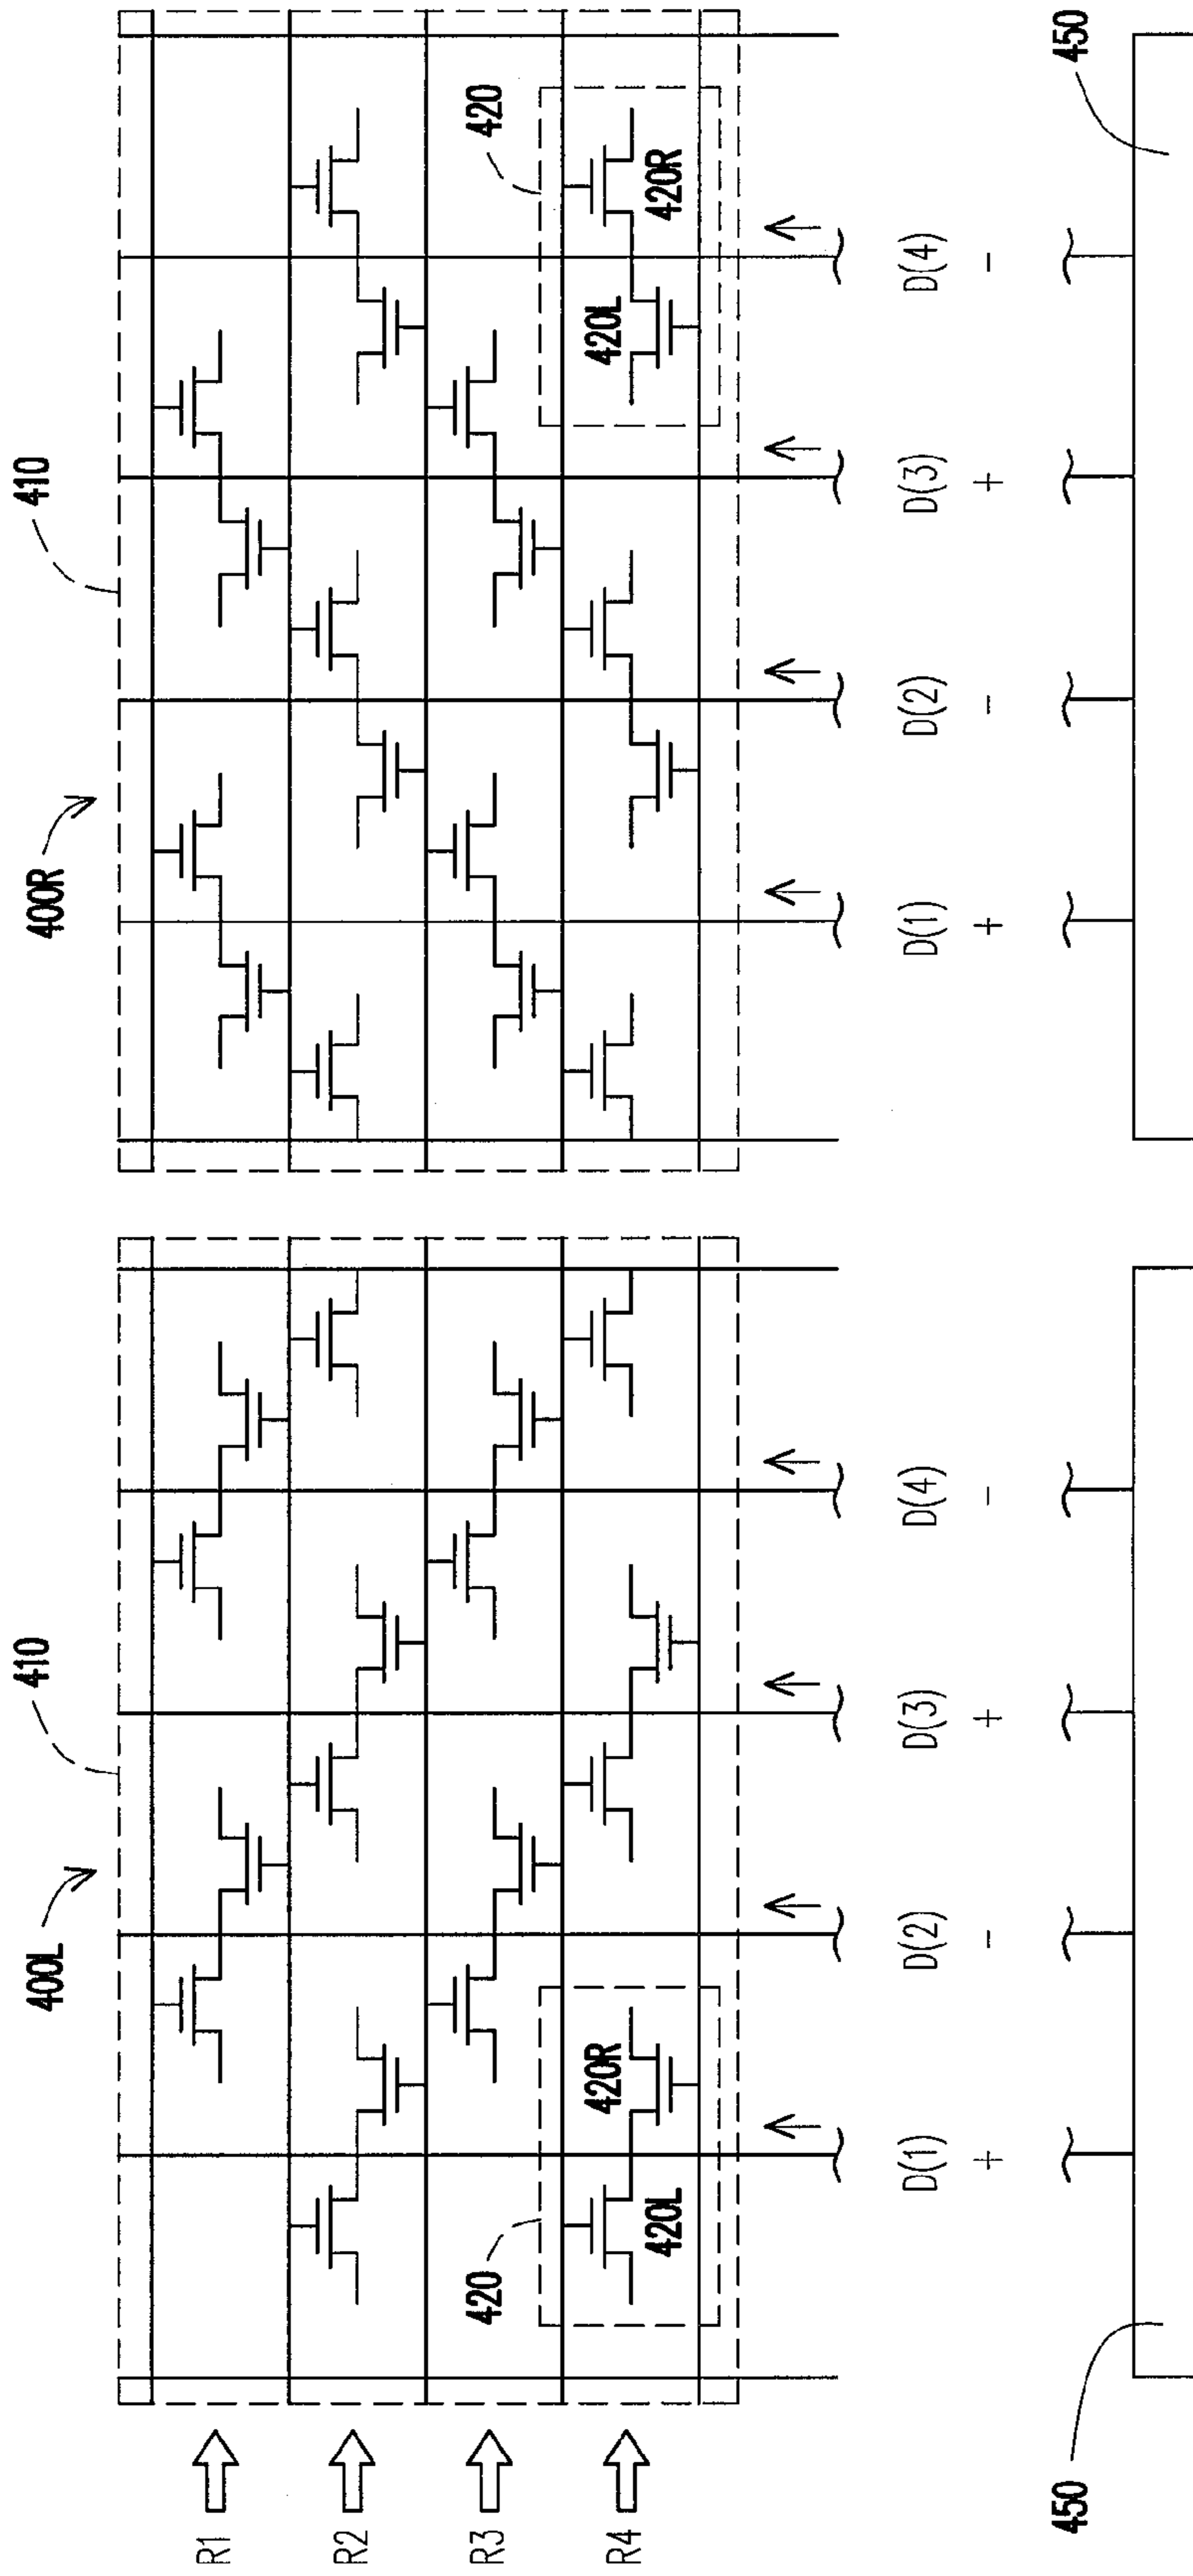 400L
410
400R
410
R1
R2
R3
R4
420
420L
420R
420
420L
420R
D(1) D(2) D(3) D(4) D(1) D(2) D(3) D(4)
+ - + - + - + -
450
450